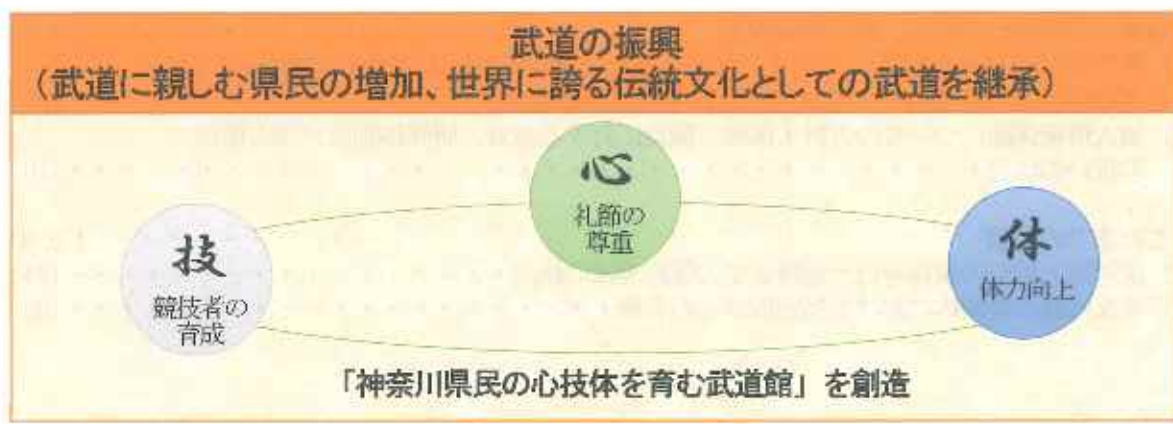 武道の振興
（武道に親しむ県民の増加、世界に誇る伝統文化としての武道を継承）
心
礼節の
尊重
技
競技者の
育成
体
体力向上
「神奈川県民の心技体を育む武道館」を創造